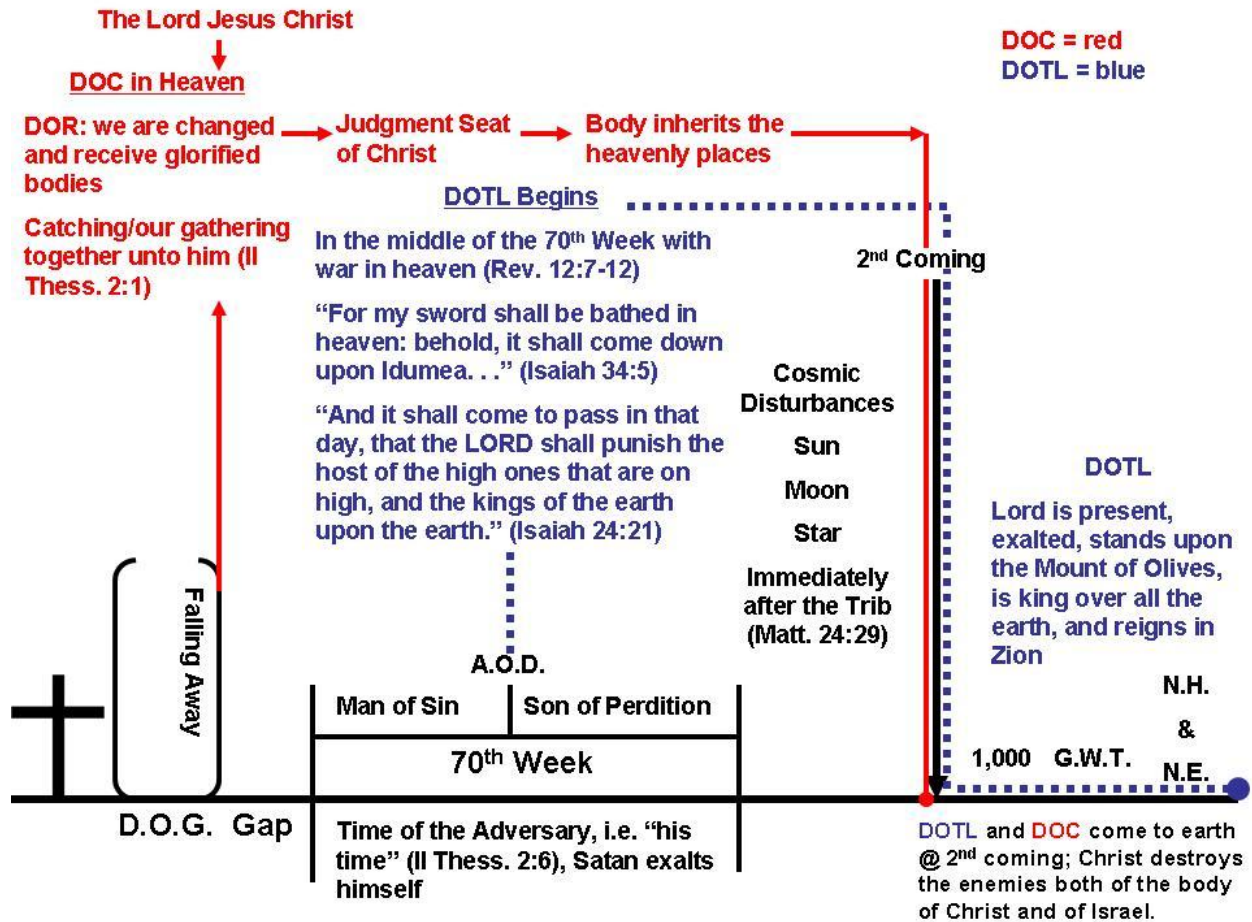 The Lord Jesus Christ
DOC in Heaven
DOR: we are changed
and receive glorified
bodies
Catching/our gathering
together unto him (II
Thess. 2:1)
Judgment Seat
of Christ
Body inherits the
heavenly places
DOC = red
DOTL = blue
DOTL Begins
In the middle of the 70th Week with
war in heaven (Rev. 12:7-12)
“For my sword shall be bathed in
heaven: behold, it shall come down
upon Idumea. . .” (Isaiah 34:5)
“And it shall come to pass in that
day, that the LORD shall punish the
host of the high ones that are on
high, and the kings of the earth
upon the earth.” (Isaiah 24:21)
2nd Coming
Cosmic
Disturbances
Sun
Moon
Star
Immediately
after the Trib
(Matt. 24:29)
DOTL
Lord is present,
exalted, stands upon
the Mount of Olives,
is king over all the
earth, and reigns in
Zion
Falling Away
A.O.D.
Man of Sin
Son of Perdition
70th Week
N.H.
&
N.E.
1,000 G.W.T.
D.O.G. Gap
Time of the Adversary, i.e. “his
time” (II Thess. 2:6), Satan exalts
himself
DOTL and DOC come to earth
@ 2nd coming; Christ destroys
the enemies both of the body
of Christ and of Israel.